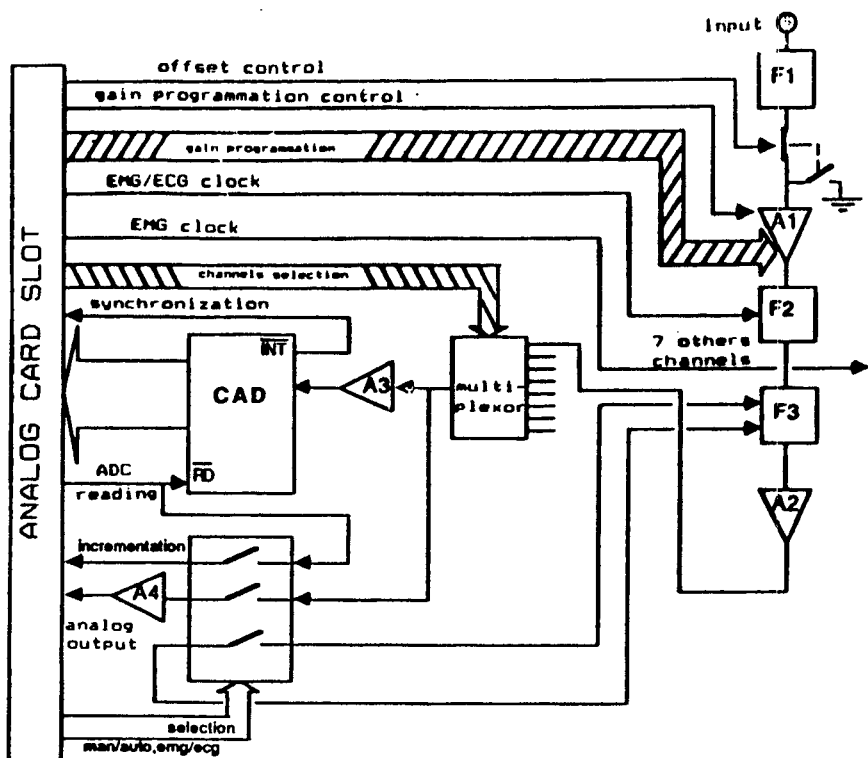 Input
F1
offset control
gain programmation control
gain programmation
EMG/ECG clock
A1
EMG clock
channels selection
synchronization
F2
7 others
channels
INT
CAD
A3
multi-
plexor
F3
RD
ADC
reading
A2
incrementation
A4
analog
output
selection
man/auto,emg/ecg
ANALOG CARD SLOT